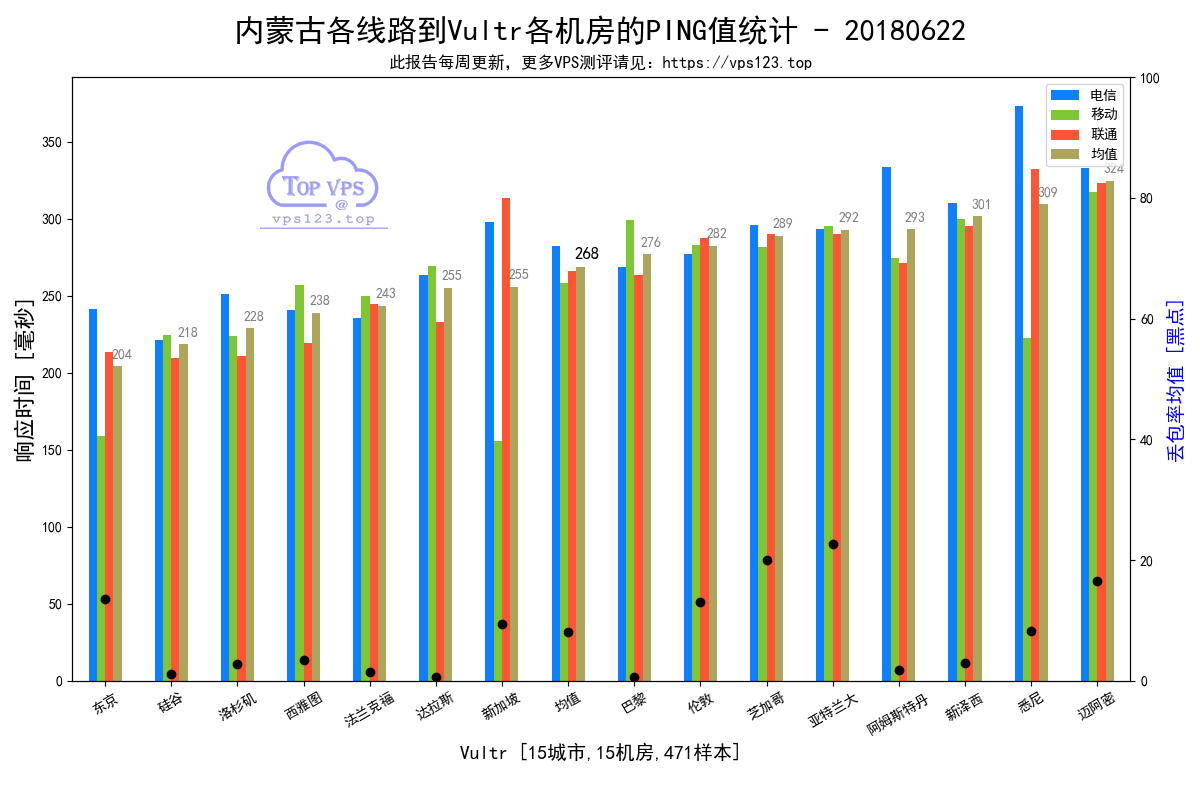 内蒙古各线路到Vultr各机房的PING值统计 - 20180622
此报告每周更新，更多VPS测评请见：https://vps123.top
电信
移动
联通
均值
TOP VPS
@
vps123.top
响应时间 [毫秒]
350
300
250
200
150
100
50
0
100
80
60
40
20
0
丢包率均值 [黑点]
204
218
228
238
243
255
255
268
276
282
289
292
293
301
309
324
东京
硅谷
洛杉矶
西雅图
法兰克福
达拉斯
新加坡
均值
巴黎
伦敦
芝加哥
亚特兰大
阿姆斯特丹
新泽西
悉尼
迈阿密
Vultr [15城市,15机房,471样本]